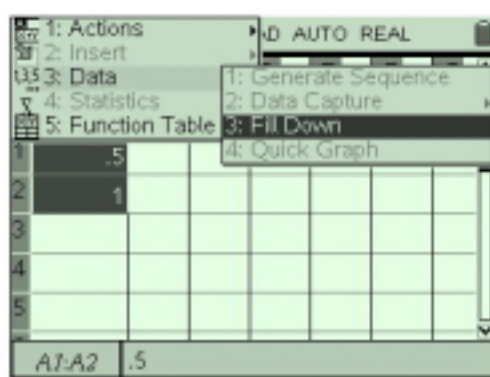 1: Actions
2: Insert
3: Data
4: Statistics
5: Function Table
AUTO REAL
1: Generate Sequence
2: Data Capture
3: Fill Down
4: Quick Graph
1 .5
2 1
3
4
5
A1:A2 .5